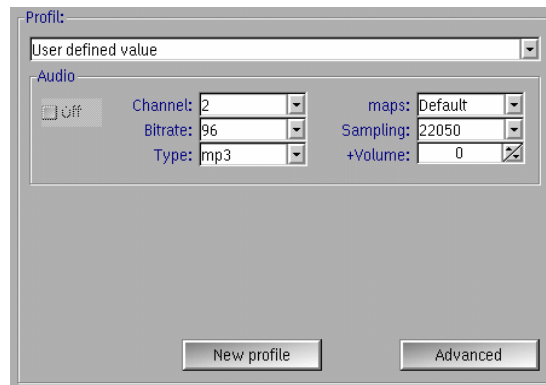 Profil:
User defined value
Audio
Off Channel: 2 maps: Default
Bitrate: 96 Sampling: 22050
Type: mp3 +Volume: 0
New profile Advanced